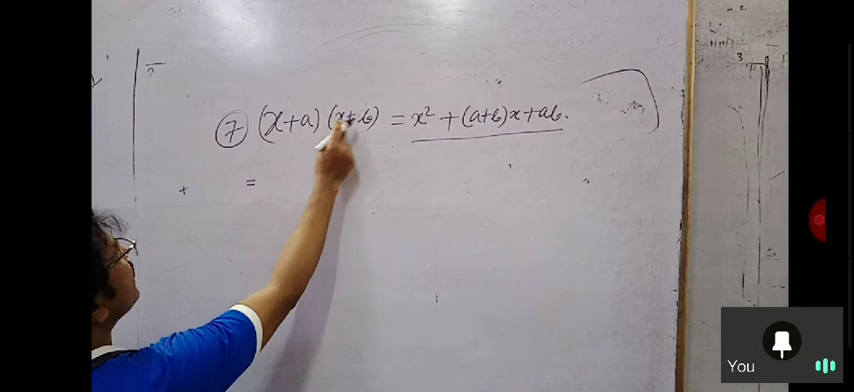 ⑦ (x+a) (x+b) = x² + (a+b)x + ab.
=
You